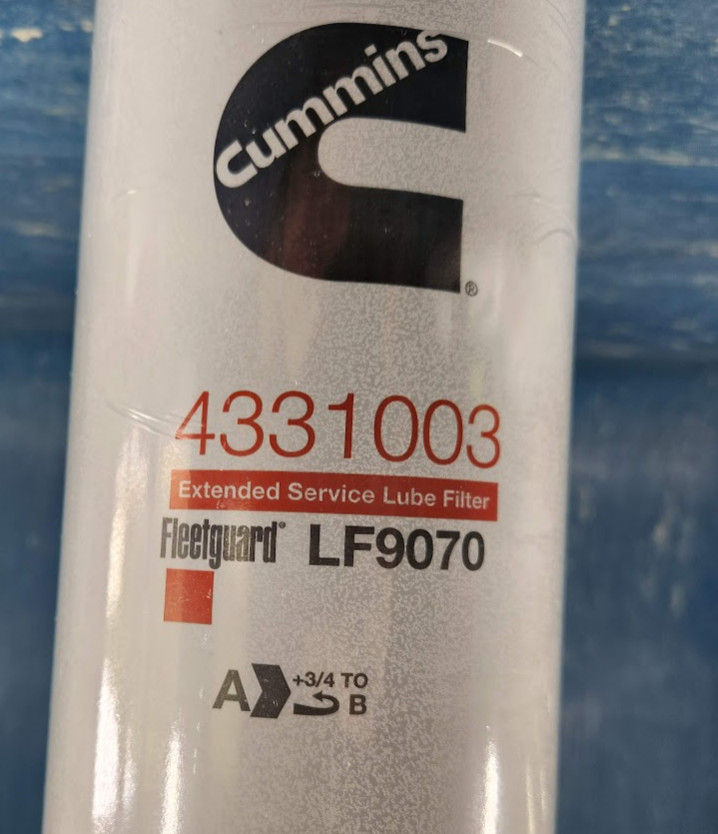 Cummins
®
4331003
Extended Service Lube Filter
Fleetguard® LF9070
A +3/4 TO B